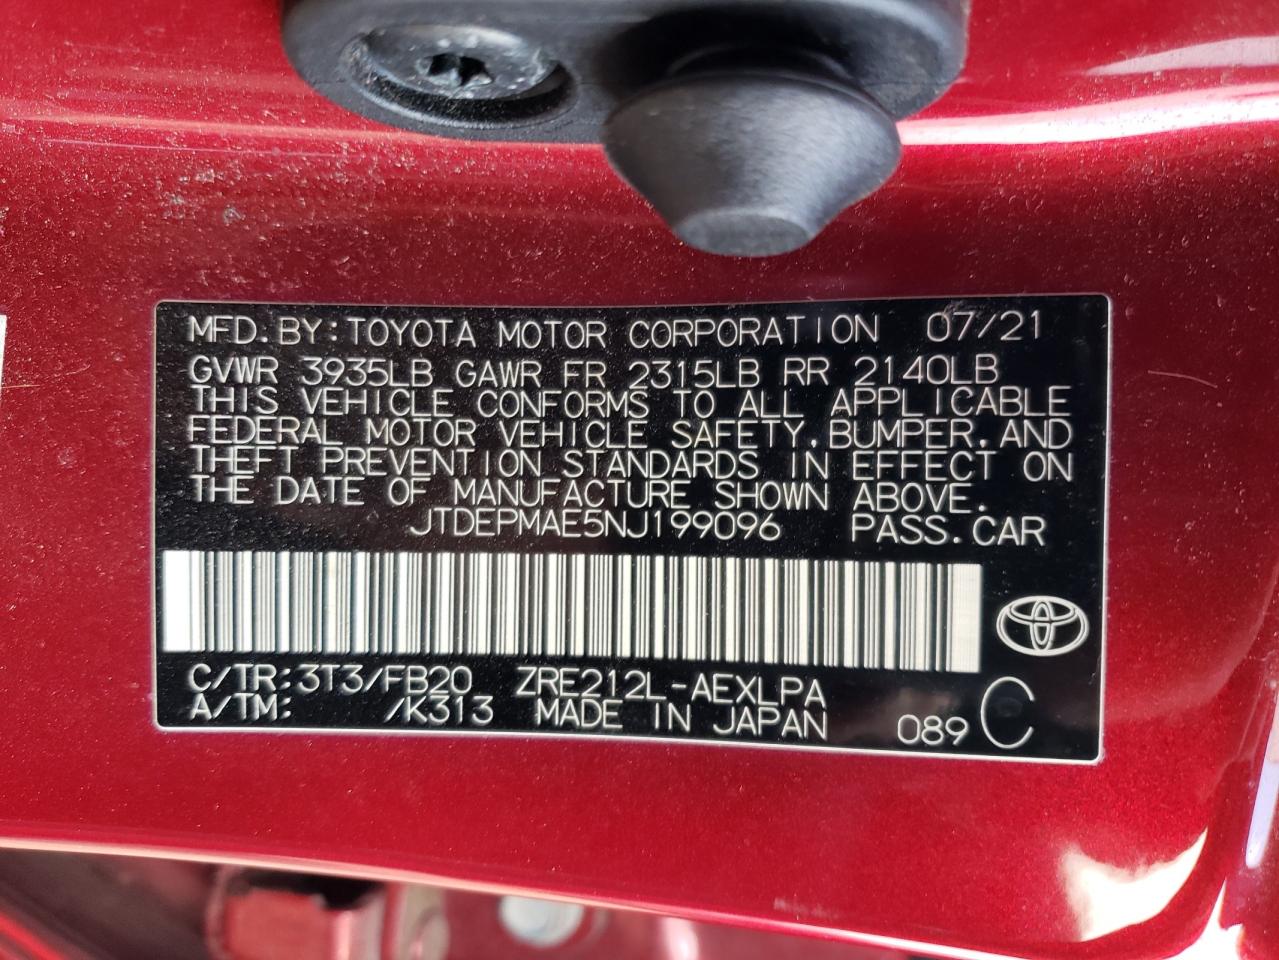 MFD. BY: TOYOTA MOTOR CORPORATION 07/21
GVWR 3935LB GAWR FR 2315LB RR 2140LB
THIS VEHICLE CONFORMS TO ALL APPLICABLE
FEDERAL MOTOR VEHICLE SAFETY, BUMPER, AND
THEFT PREVENTION STANDARDS IN EFFECT ON
THE DATE OF MANUFACTURE SHOWN ABOVE.
JTDEPMAE5NJ199096 PASS. CAR
C/TR: 3T3/FB20 ZRE212L-AEXLPA
A/TM: /K313 MADE IN JAPAN 089 C